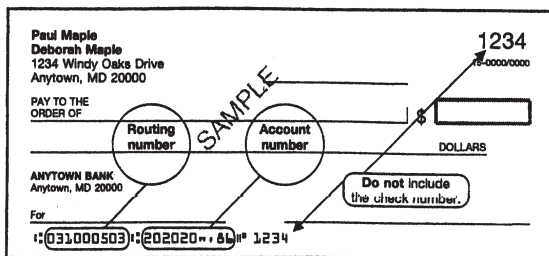 Paul Maple
Deborah Maple
1234 Windy Oaks Drive
Anytown, MD 20000
1234
15-0000/0000
SAMPLE
PAY TO THE
ORDER OF
$
Routing
number
Account
number
DOLLARS
ANYTOWN BANK
Anytown, MD 20000
Do not include
the check number.
For
⑆031000503⑆202020⑈⑈86⑈ 1234